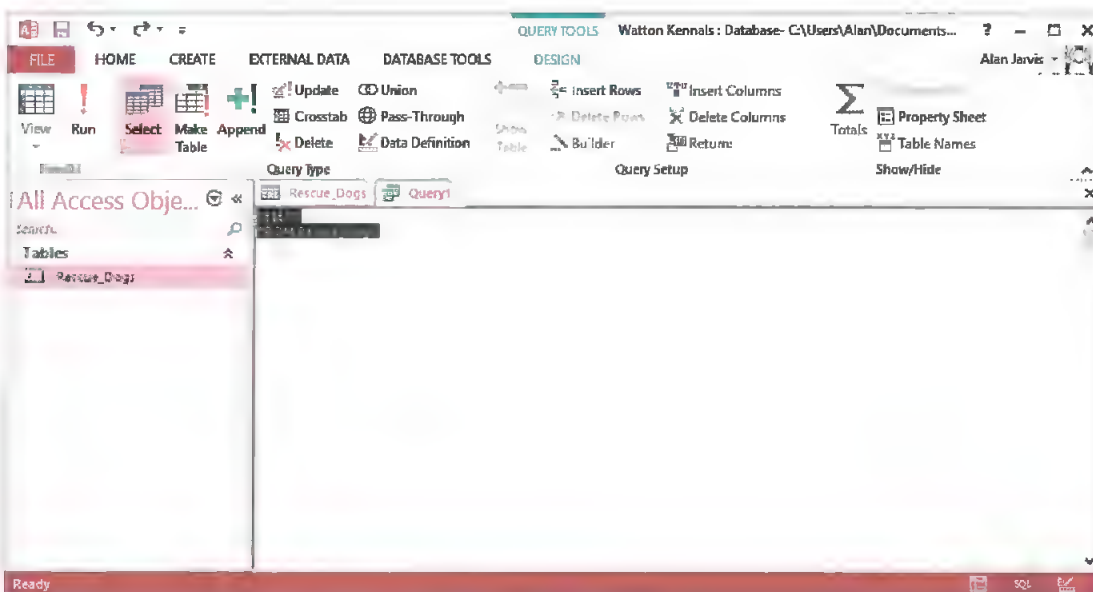 QUERY TOOLS Watton Kennals : Database- C:\Users\Alan\Documents... ?
FILE HOME CREATE EXTERNAL DATA DATABASE TOOLS DESIGN Alan Jarvis
View Run Select Make Table Append
Update Union
Crosstab Pass-Through
Delete Data Definition
Query Type
Show Table
Insert Rows Insert Columns
Delete Rows Delete Columns
Builder Return:
Query Setup
Totals
Property Sheet
Table Names
Show/Hide
All Access Obje...
Search..
Tables
Rescue_Dogs
Rescue_Dogs Query1
Ready SQL